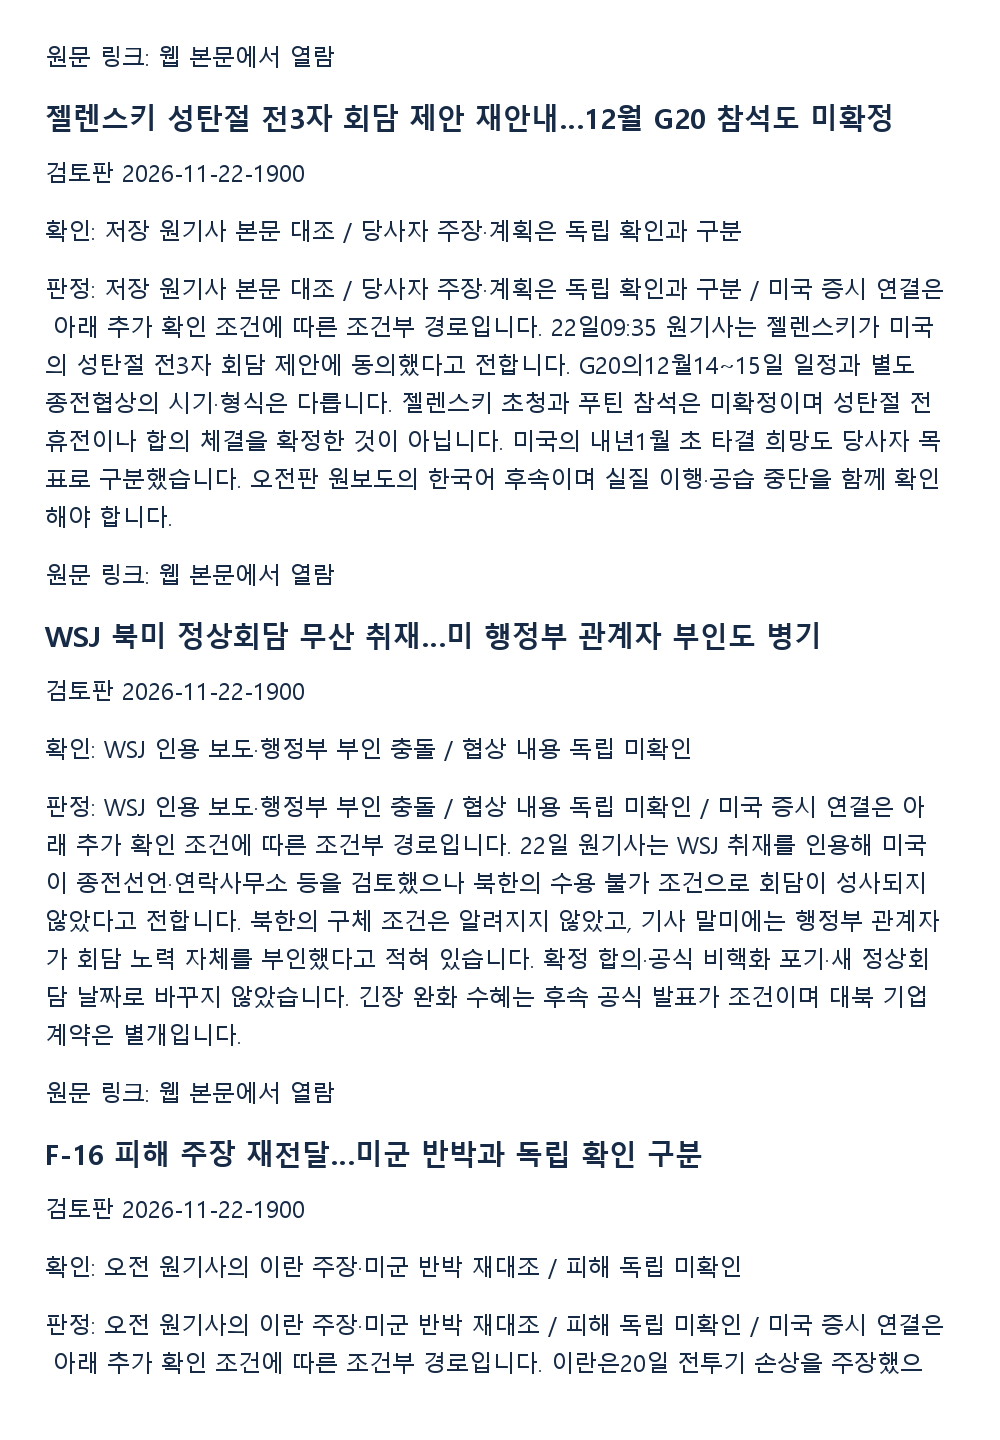 원문 링크: 웹 본문에서 열람
젤렌스키 성탄절 전3자 회담 제안 재안내...12월 G20 참석도 미확정
검토판 2026-11-22-1900
확인: 저장 원기사 본문 대조 / 당사자 주장·계획은 독립 확인과 구분
판정: 저장 원기사 본문 대조 / 당사자 주장·계획은 독립 확인과 구분 / 미국 증시 연결은
아래 추가 확인 조건에 따른 조건부 경로입니다. 22일09:35 원기사는 젤렌스키가 미국
의 성탄절 전3자 회담 제안에 동의했다고 전합니다. G20의12월14~15일 일정과 별도
종전협상의 시기·형식은 다릅니다. 젤렌스키 초청과 푸틴 참석은 미확정이며 성탄절 전
휴전이나 합의 체결을 확정한 것이 아닙니다. 미국의 내년1월 초 타결 희망도 당사자 목
표로 구분했습니다. 오전판 원보도의 한국어 후속이며 실질 이행·공습 중단을 함께 확인
해야 합니다.
원문 링크: 웹 본문에서 열람
WSJ 북미 정상회담 무산 취재...미 행정부 관계자 부인도 병기
검토판 2026-11-22-1900
확인: WSJ 인용 보도·행정부 부인 충돌 / 협상 내용 독립 미확인
판정: WSJ 인용 보도·행정부 부인 충돌 / 협상 내용 독립 미확인 / 미국 증시 연결은 아
래 추가 확인 조건에 따른 조건부 경로입니다. 22일 원기사는 WSJ 취재를 인용해 미국
이 종전선언·연락사무소 등을 검토했으나 북한의 수용 불가 조건으로 회담이 성사되지
않았다고 전합니다. 북한의 구체 조건은 알려지지 않았고, 기사 말미에는 행정부 관계자
가 회담 노력 자체를 부인했다고 적혀 있습니다. 확정 합의·공식 비핵화 포기·새 정상회
담 날짜로 바꾸지 않았습니다. 긴장 완화 수혜는 후속 공식 발표가 조건이며 대북 기업
계약은 별개입니다.
원문 링크: 웹 본문에서 열람
F-16 피해 주장 재전달...미군 반박과 독립 확인 구분
검토판 2026-11-22-1900
확인: 오전 원기사의 이란 주장·미군 반박 재대조 / 피해 독립 미확인
판정: 오전 원기사의 이란 주장·미군 반박 재대조 / 피해 독립 미확인 / 미국 증시 연결은
아래 추가 확인 조건에 따른 조건부 경로입니다. 이란은20일 전투기 손상을 주장했으